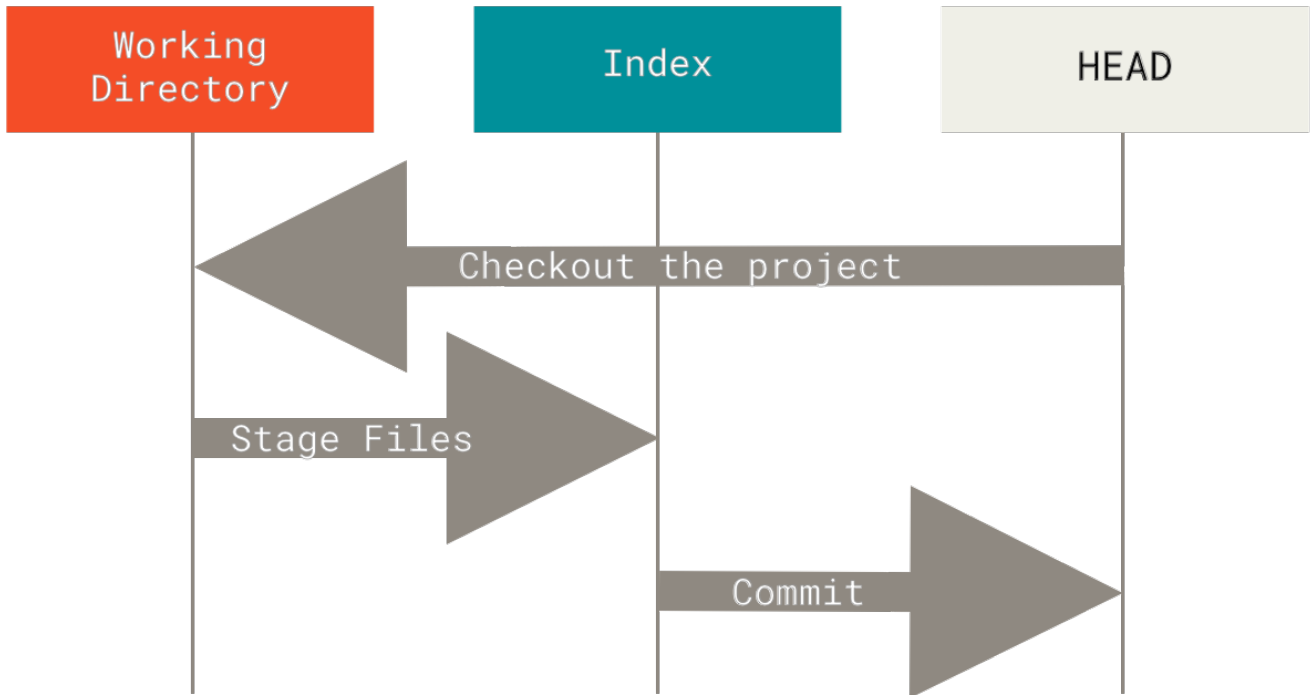 Working
Directory
Index
HEAD
Checkout the project
Stage Files
Commit